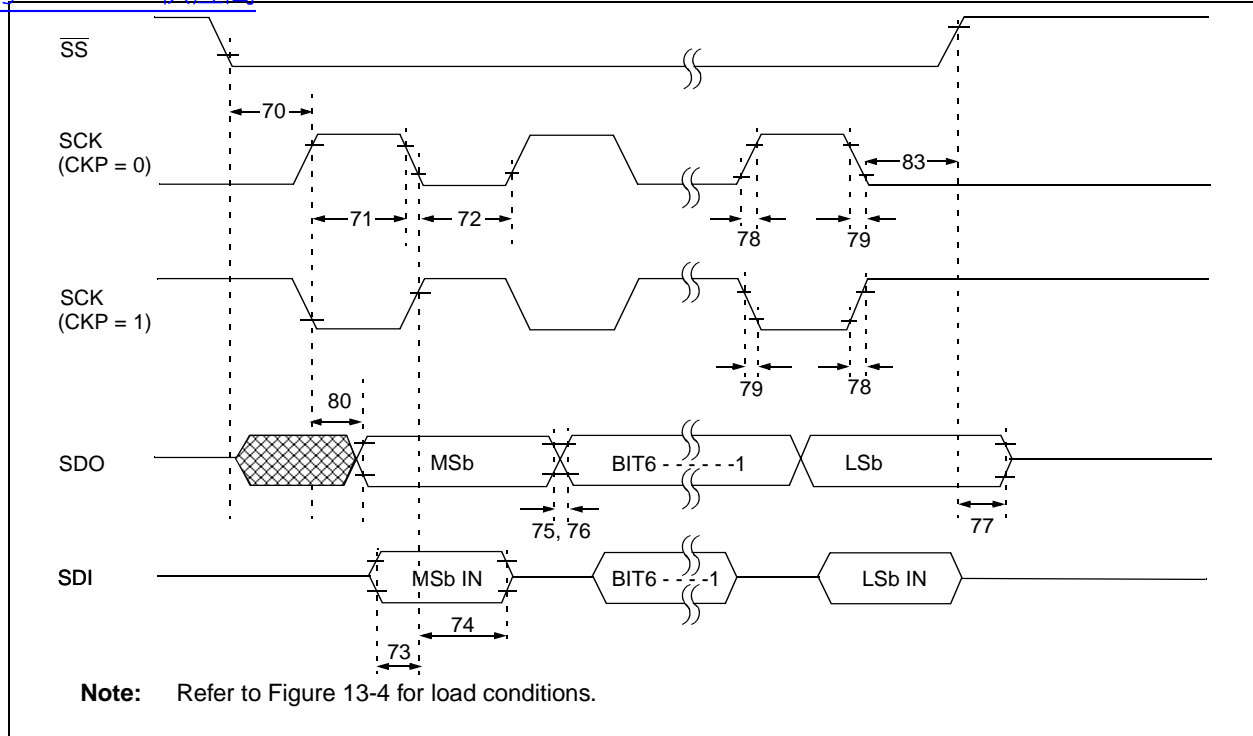 SS
70
SCK
(CKP = 0)
83
71
72
78
79
SCK
(CKP = 1)
79
78
80
SDO
MSb
BIT6 - - - - - - -1
LSb
75, 76
77
SDI
MSb IN
BIT6 - - - - -1
LSb IN
74
73
Note: Refer to Figure 13-4 for load conditions.